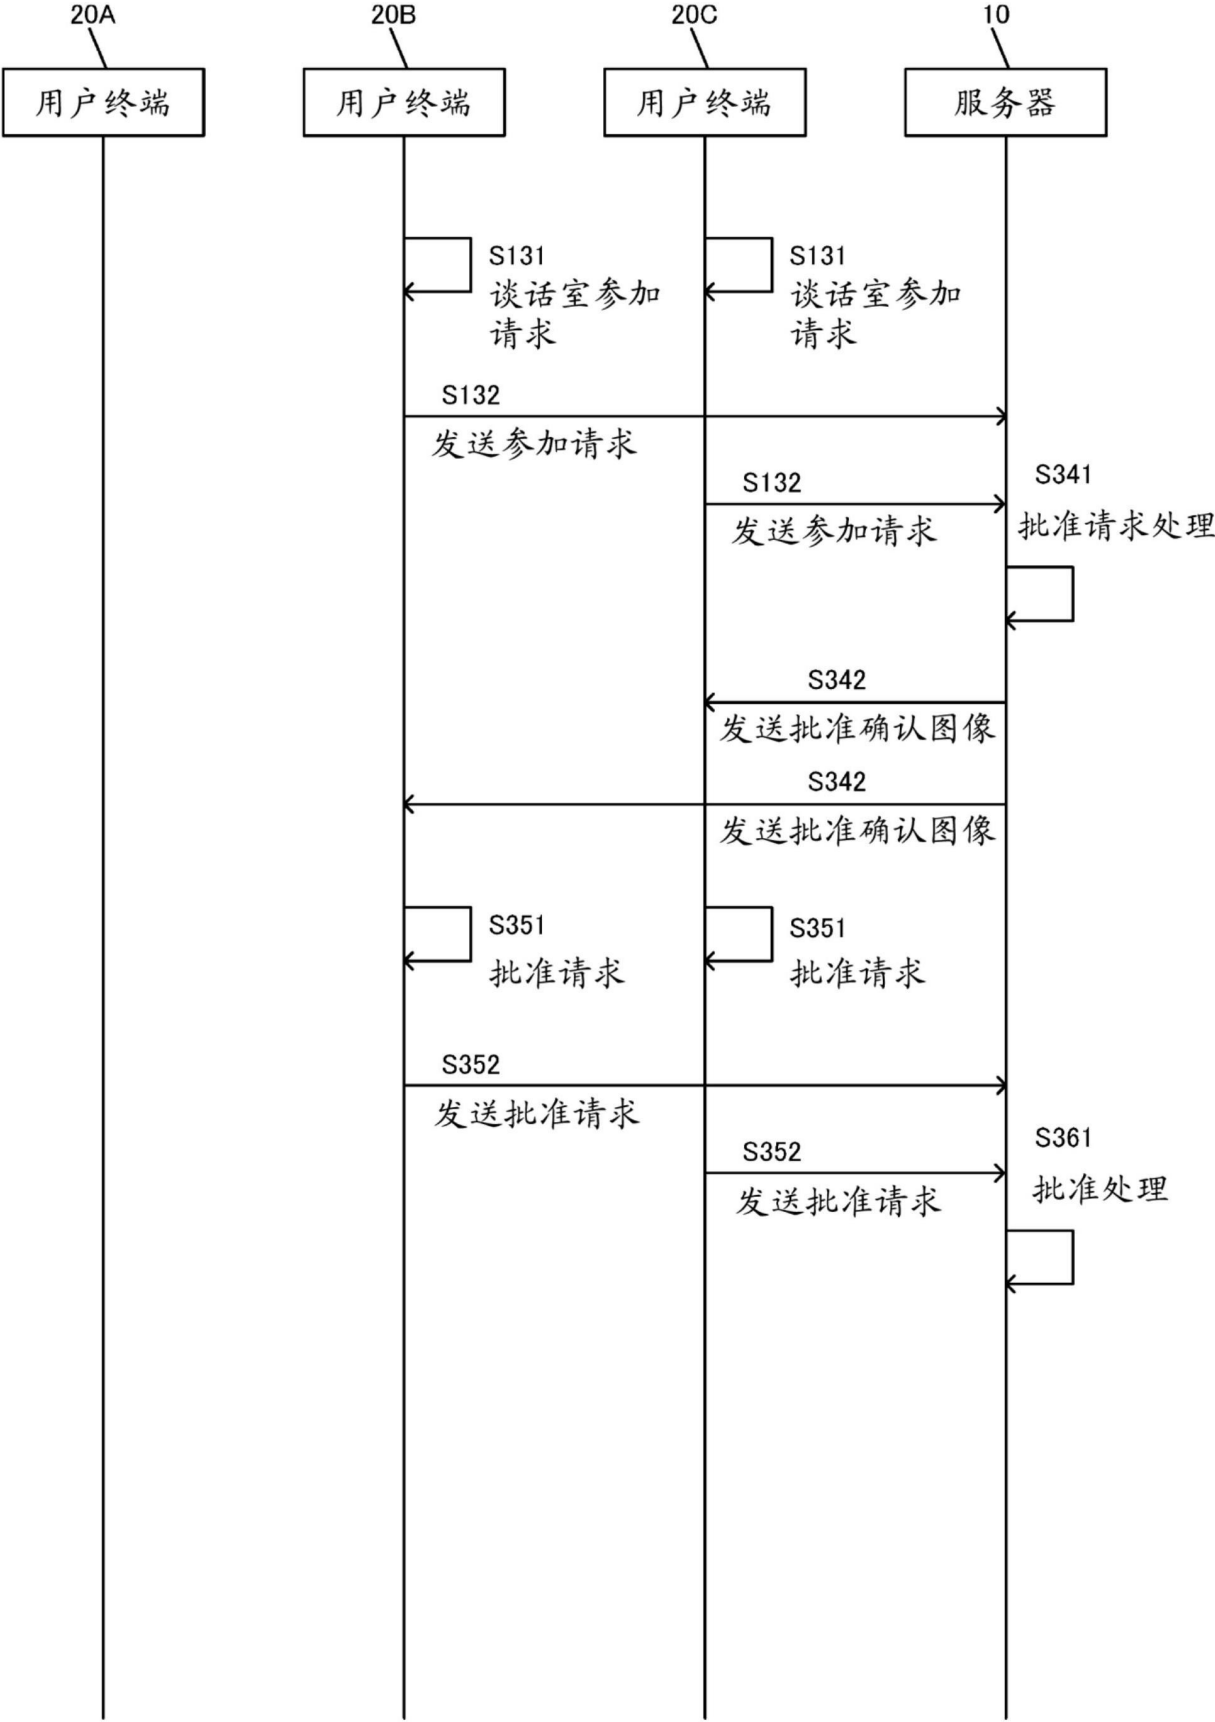 20A
20B
20C
10
用户终端
用户终端
用户终端
服务器
S131
谈话室参加
请求
S131
谈话室参加
请求
S132
发送参加请求
S132
发送参加请求
S341
批准请求处理
S342
发送批准确认图像
S342
发送批准确认图像
S351
批准请求
S351
批准请求
S352
发送批准请求
S352
发送批准请求
S361
批准处理